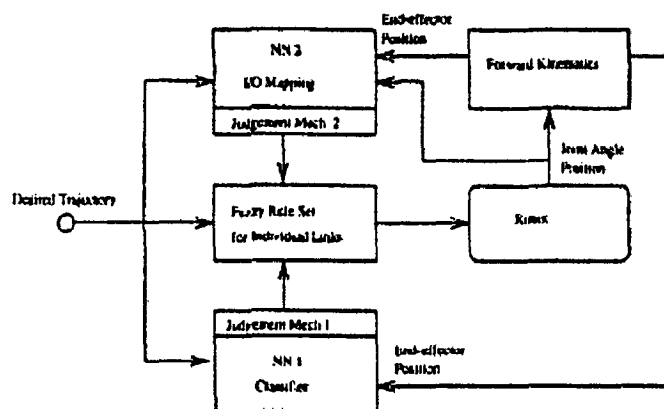 NN 2
I/O Mapping
Judgement Mech 2
End-effector
Position
Forward Kinematics
Joint Angle
Position
Desired Trajectory
Fuzzy Rule Set
for Individual Links
Judgement Mech 1
NN 1
Classifier
End-effector
Position